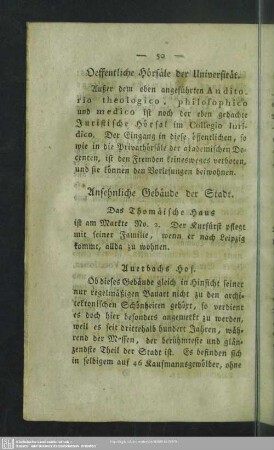 Oeffentliche Hörsäle der Universität.
Außer dem oben angeführten Audito-
rio theologico, philosophico
und medico ist noch der eben gedachte
Juristische Hörsal im Collegio iuri-
dico. Der Eingang in diese öffentlichen, so
wie in die Privathörsäle der akademischen Do-
centen, ist den Fremden keinesweges verboten,
und sie können den Vorlesungen beiwohnen.
Ansehnliche Gebäude der Stadt.
Das Thomäische Haus
ist am Markte No. 2. Der Kurfürst pflegt
mit seiner Familie, wenn er nach Leipzig
kommt, allda zu wohnen.
Auerbachs Hof.
Ob dieses Gebäude gleich in Hinsicht seiner
nur regelmäßigen Bauart nicht zu den archi-
tektonischen Schönheiten gehört, so verdient
es doch hier besonders angemerkt zu werden,
weil es seit drittehalb hundert Jahren, wäh-
rend der Messen, der berühmteste und glän-
zendste Theil der Stadt ist. Es befinden sich
in selbigem auf 46 Kaufmannsgewölber, ohne